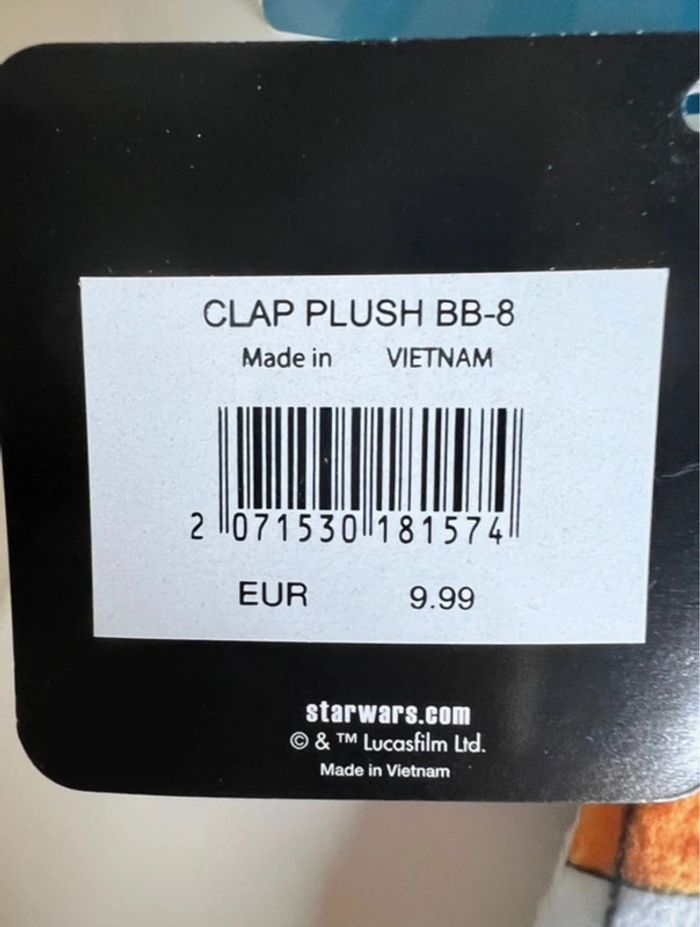 CLAP PLUSH BB-8
Made in VIETNAM
2 071530 181574
EUR 9.99
starwars.com
© & ™ Lucasfilm Ltd.
Made in Vietnam